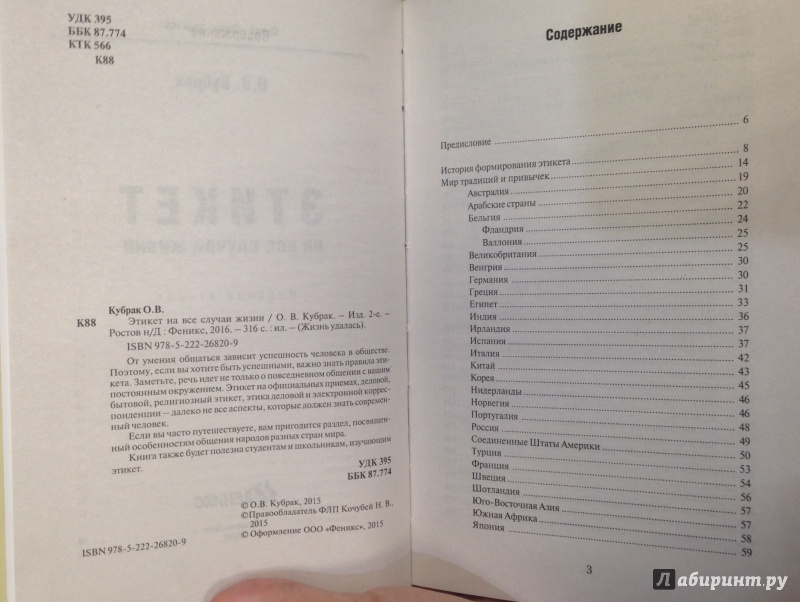 УДК 395
ББК 87.774
КТК 566
К88
Кубрак О.В.
К88 Этикет на все случаи жизни / О. В. Кубрак. – Изд. 2-е. –
Ростов н/Д : Феникс, 2016. – 316 с. : ил. – (Жизнь удалась).
ISBN 978-5-222-26820-9
От умения общаться зависит успешность человека в обществе.
Поэтому, если вы хотите быть успешными, важно знать правила эти-
кета. Заметьте, речь идет не только о повседневном общении с вашим
постоянным окружением. Этикет на официальных приемах, деловой,
бытовой, религиозный этикет, этика деловой и электронной коррес-
понденции – далеко не все аспекты, которые должен знать современ-
ный человек.
Если вы часто путешествуете, вам пригодится раздел, посвящен-
ный особенностям общения народов разных стран мира.
Книга также будет полезна студентам и школьникам, изучающим
этикет.
УДК 395
ББК 87.774
© О.В. Кубрак, 2015
©Правообладатель ФЛП Кочубей Н. В.,
2015
© Оформление ООО «Феникс», 2015
ISBN 978-5-222-26820-9
Содержание
Предисловие 6
История формирования этикета 8
Мир традиций и привычек 14
Австралия 19
Арабские страны 20
Бельгия 22
Фландрия 24
Валлония 25
Великобритания 25
Венгрия 30
Германия 30
Греция 31
Египет 33
Индия 36
Ирландия 37
Испания 37
Италия 42
Китай 43
Корея 45
Нидерланды 46
Норвегия 46
Португалия 48
Россия 49
Соединенные Штаты Америки 50
Турция 53
Франция 54
Швеция 56
Шотландия 57
Юго-Восточная Азия 57
Южная Африка 58
Япония 59
3
Лабиринт.ру